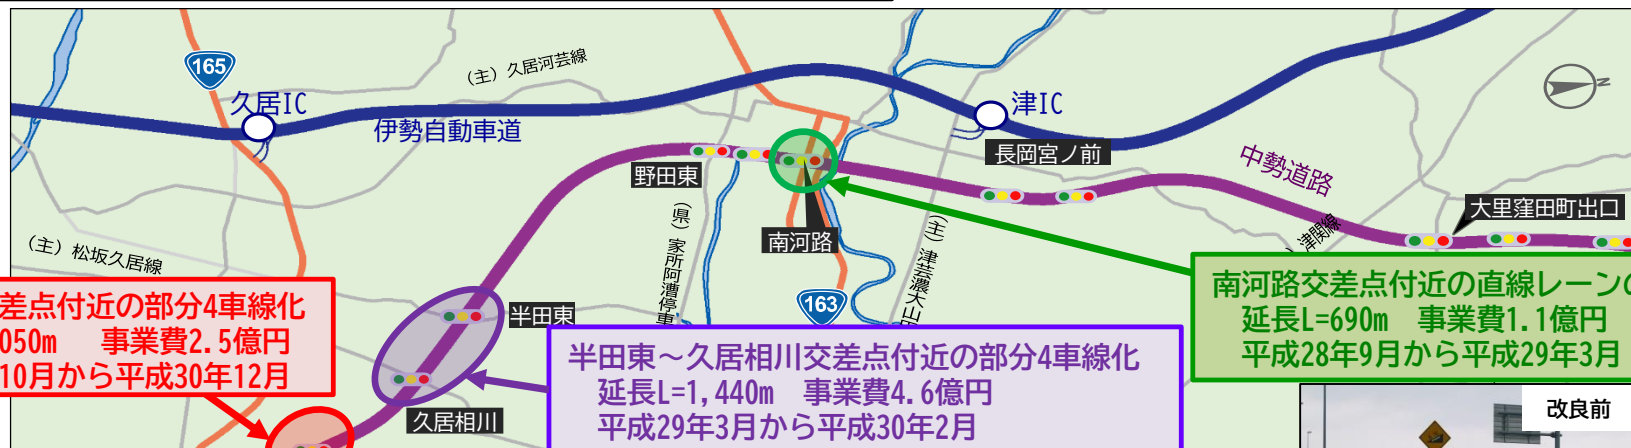 165
(主)久居河芸線
久居IC
伊勢自動車道
津IC
長岡宮ノ前
N
野田東
中勢道路
大里窪田町出口
(県)家所阿漕停車
南河路
(主)津芸濃大山田
津関線
(主)松坂久居線
163
差点付近の部分4車線化
050m 事業費2.5億円
10月から平成30年12月
半田東
久居相川
半田東～久居相川交差点付近の部分4車線化
延長L=1,440m 事業費4.6億円
平成29年3月から平成30年2月
南河路交差点付近の直線レーンの
延長L=690m 事業費1.1億円
平成28年9月から平成29年3月
改良前